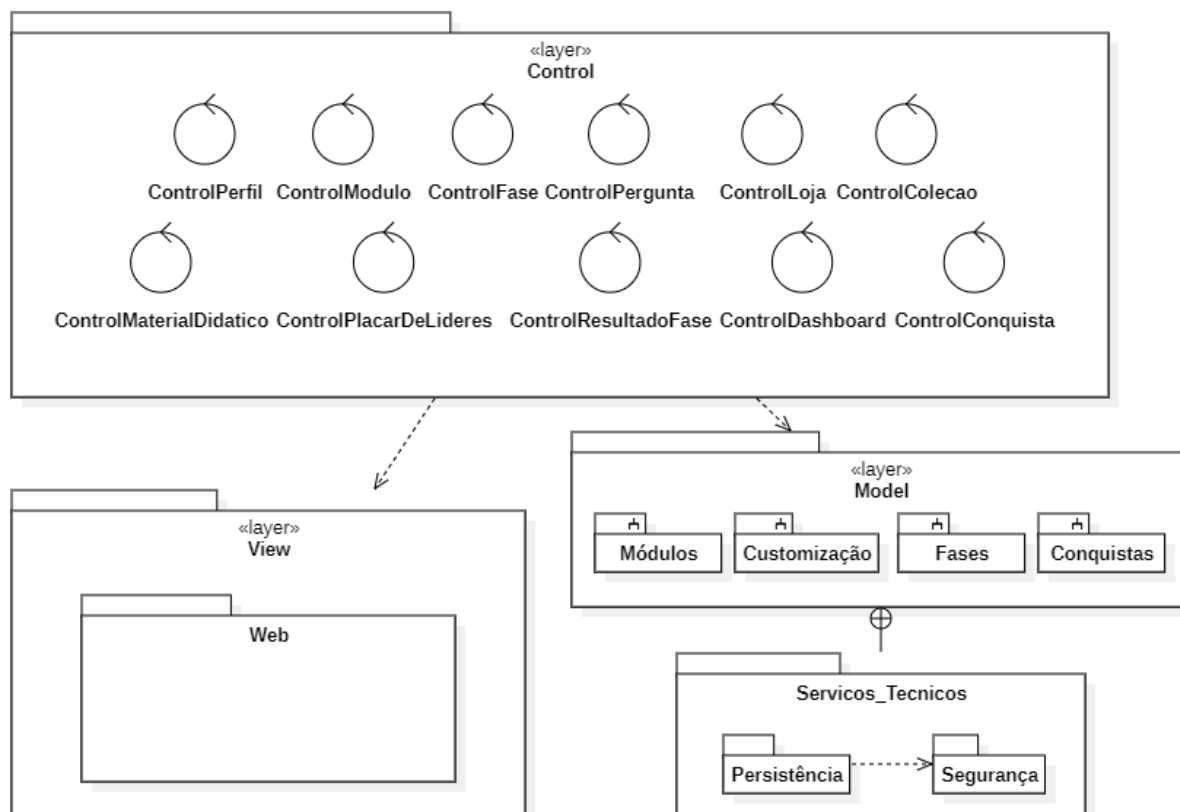 «layer»
Control
ControlPerfil ControlModulo ControlFase ControlPergunta ControlLoja ControlColecao
ControlMaterialDidatico ControlPlacarDeLideres ControlResultadoFase ControlDashboard ControlConquista
«layer»
Model
Módulos Customização Fases Conquistas
«layer»
View
Web
Servicos_Tecnicos
Persistência Segurança